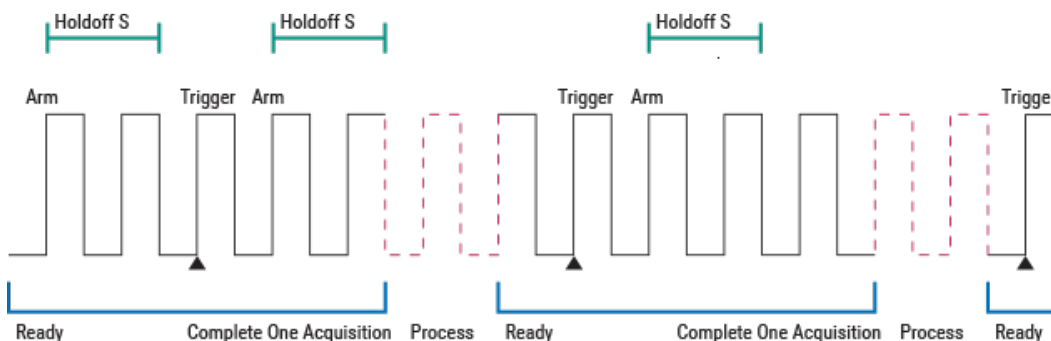 Holdoff S Holdoff S Holdoff S
Arm Trigger Arm Trigger Arm Trigge
Ready Complete One Acquisition Process Ready Complete One Acquisition Process Ready